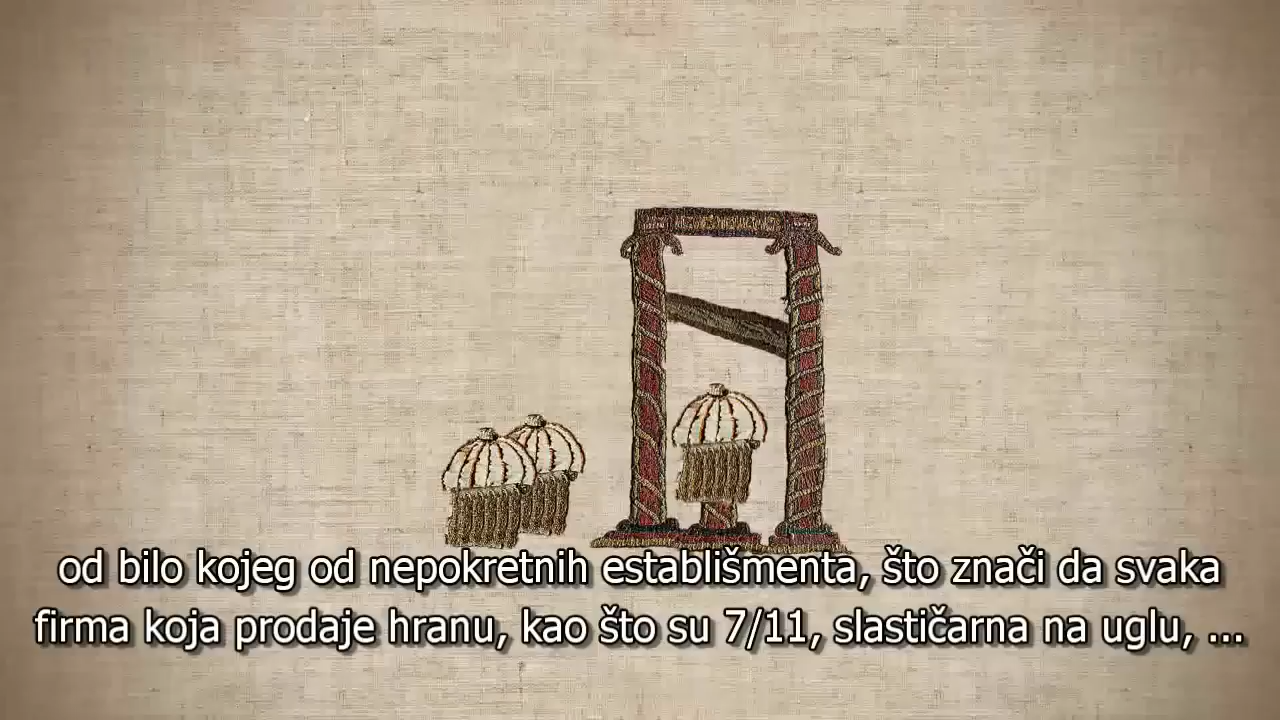 od bilo kojeg od nepokretnih establišmenta, što znači da svaka
firma koja prodaje hranu, kao što su 7/11, slastičarna na uglu, ...